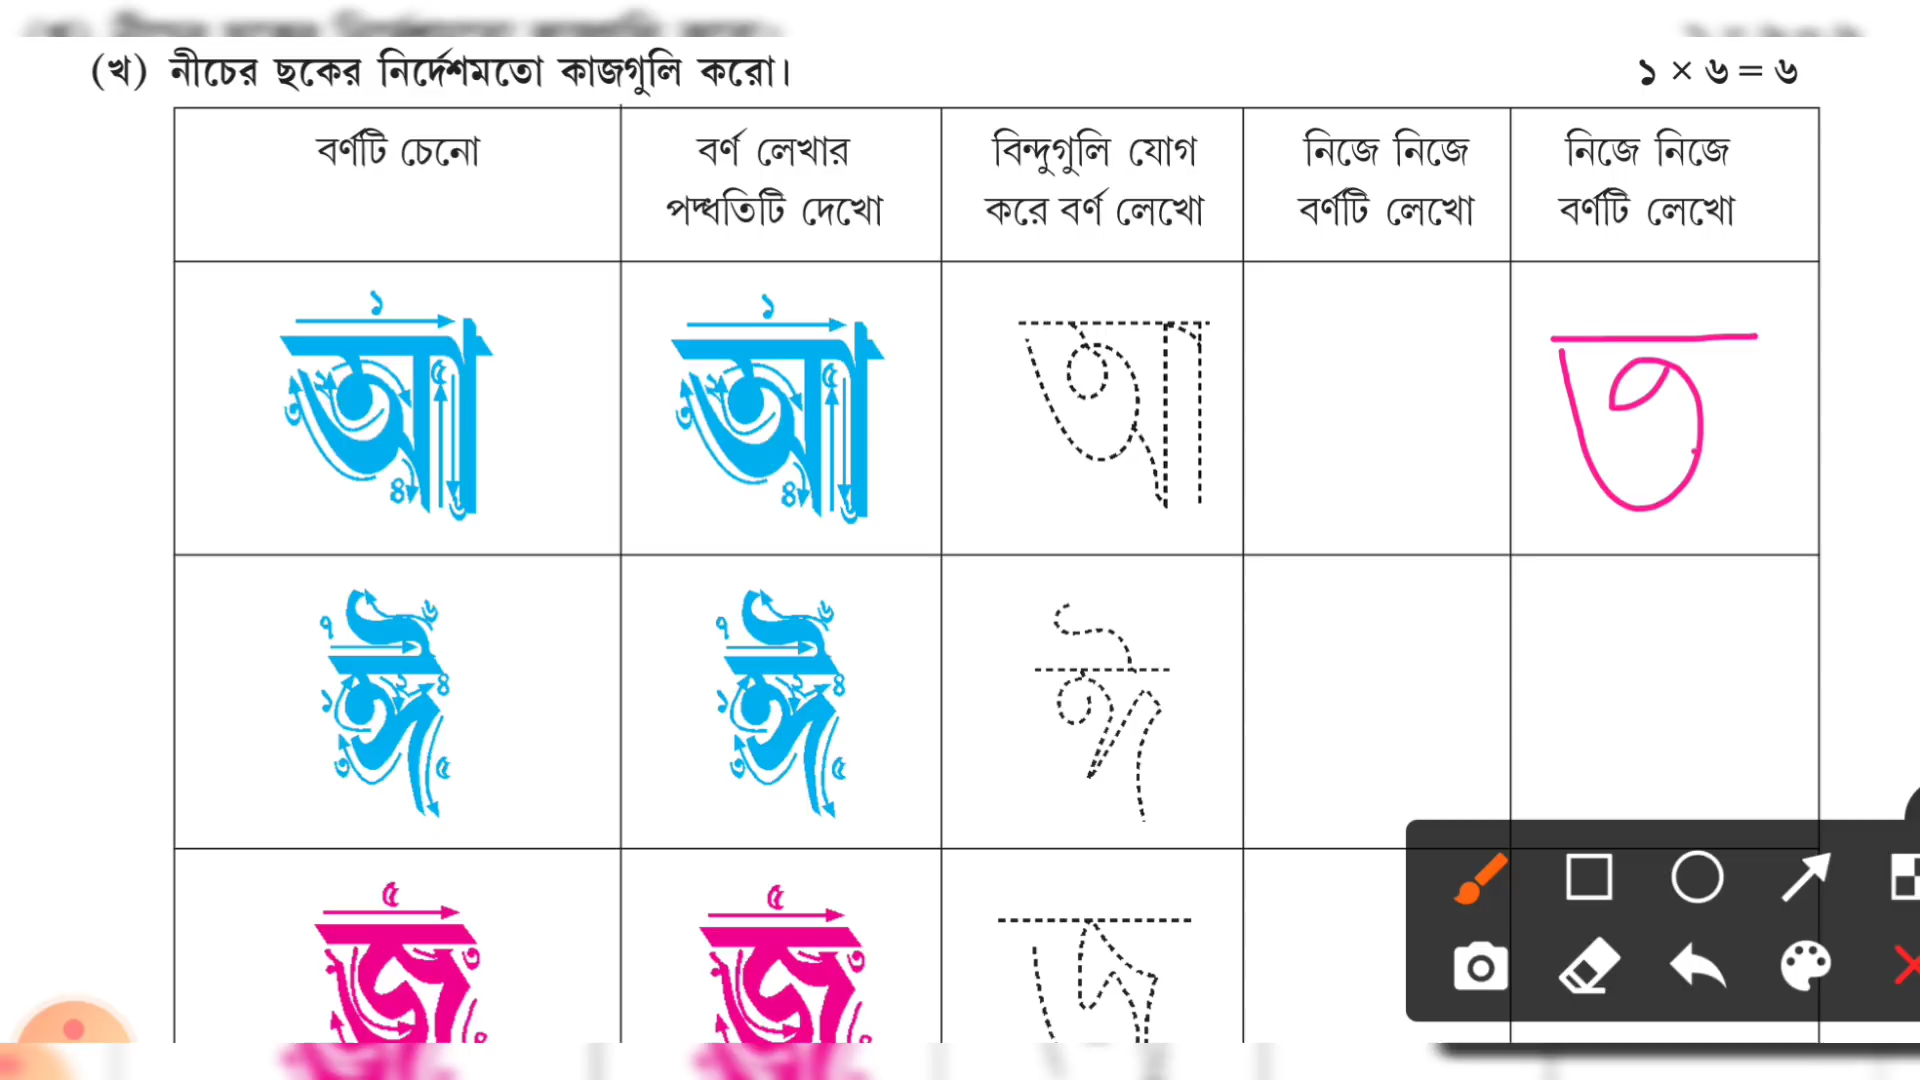 (খ) নীচের ছকের নির্দেশমতো কাজগুলি করো। ১ × ৬ = ৬
বর্ণটি চেনো
বর্ণ লেখার
পদ্ধতিটি দেখো
বিন্দুগুলি যোগ
করে বর্ণ লেখো
নিজে নিজে
বর্ণটি লেখো
নিজে নিজে
বর্ণটি লেখো
আ আ আ
ঈ ঈ ঈ